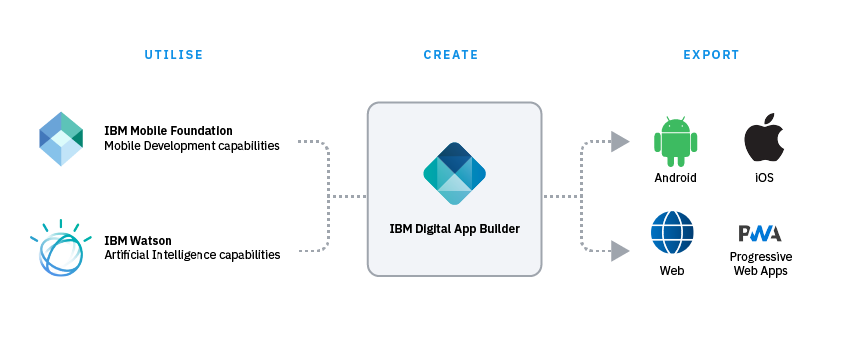 UTILISE
CREATE
EXPORT
IBM Mobile Foundation
Mobile Development capabilities
IBM Watson
Artificial Intelligence capabilities
IBM Digital App Builder
Android
iOS
Web
PWA
Progressive
Web Apps